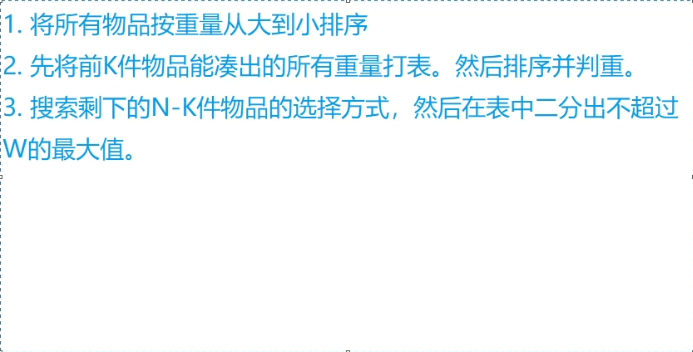 1. 将所有物品按重量从大到小排序
2. 先将前K件物品能凑出的所有重量打表。然后排序并判重。
3. 搜索剩下的N-K件物品的选择方式，然后在表中二分出不超过
W的最大值。